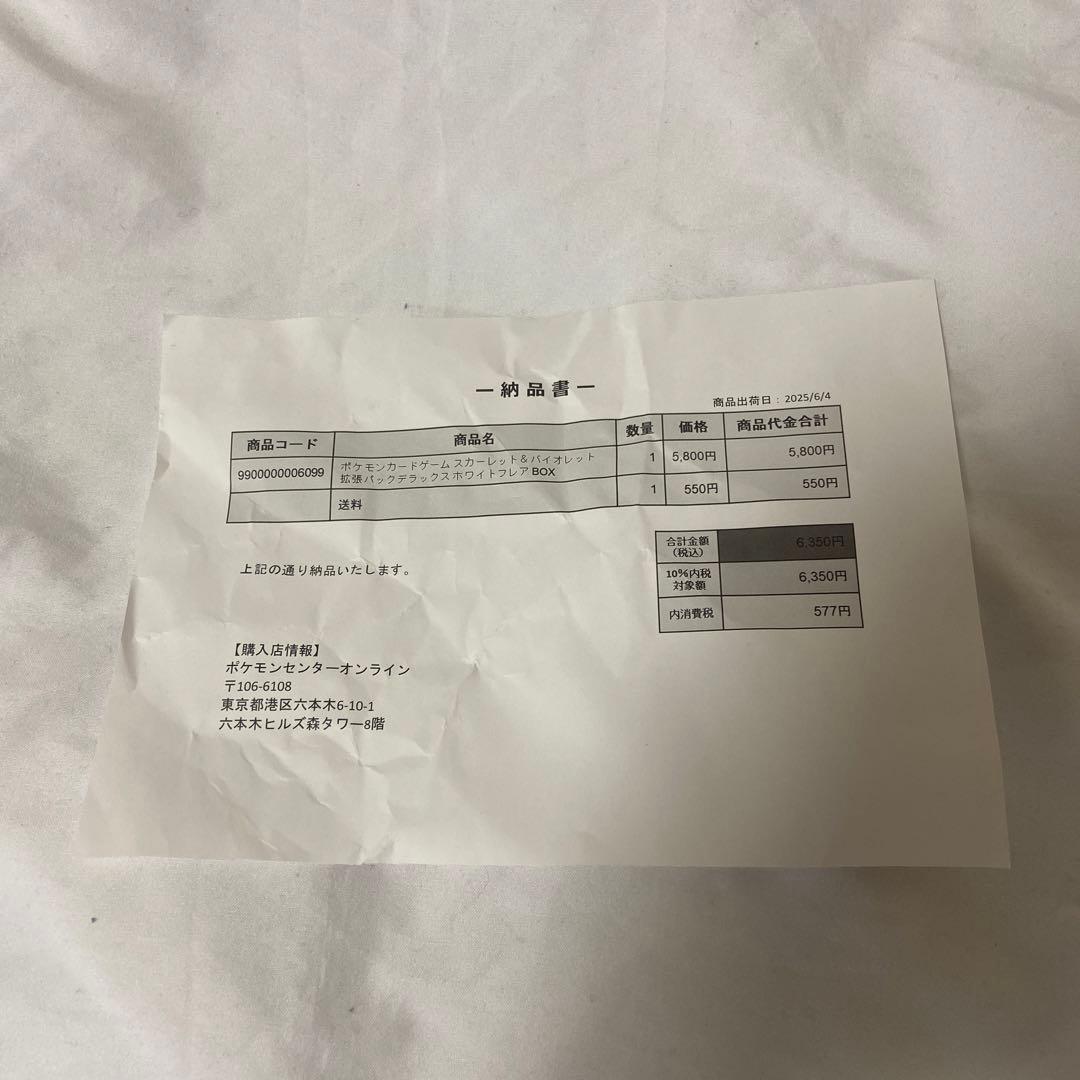 ー 納 品 書 ー
商品出荷日： 2025/6/4
商品コード 商品名 数量 価格 商品代金合計
9900000006099 ポケモンカードゲーム スカーレット＆バイオレット 1 5,800円 5,800円
拡張パックデラックス ホワイトフレア BOX
送料 1 550円 550円
合計金額 6,350円
（税込）
10%内税 6,350円
対象額
内消費税 577円
上記の通り納品いたします。
【購入店情報】
ポケモンセンターオンライン
〒106-6108
東京都港区六本木6-10-1
六本木ヒルズ森タワー8階